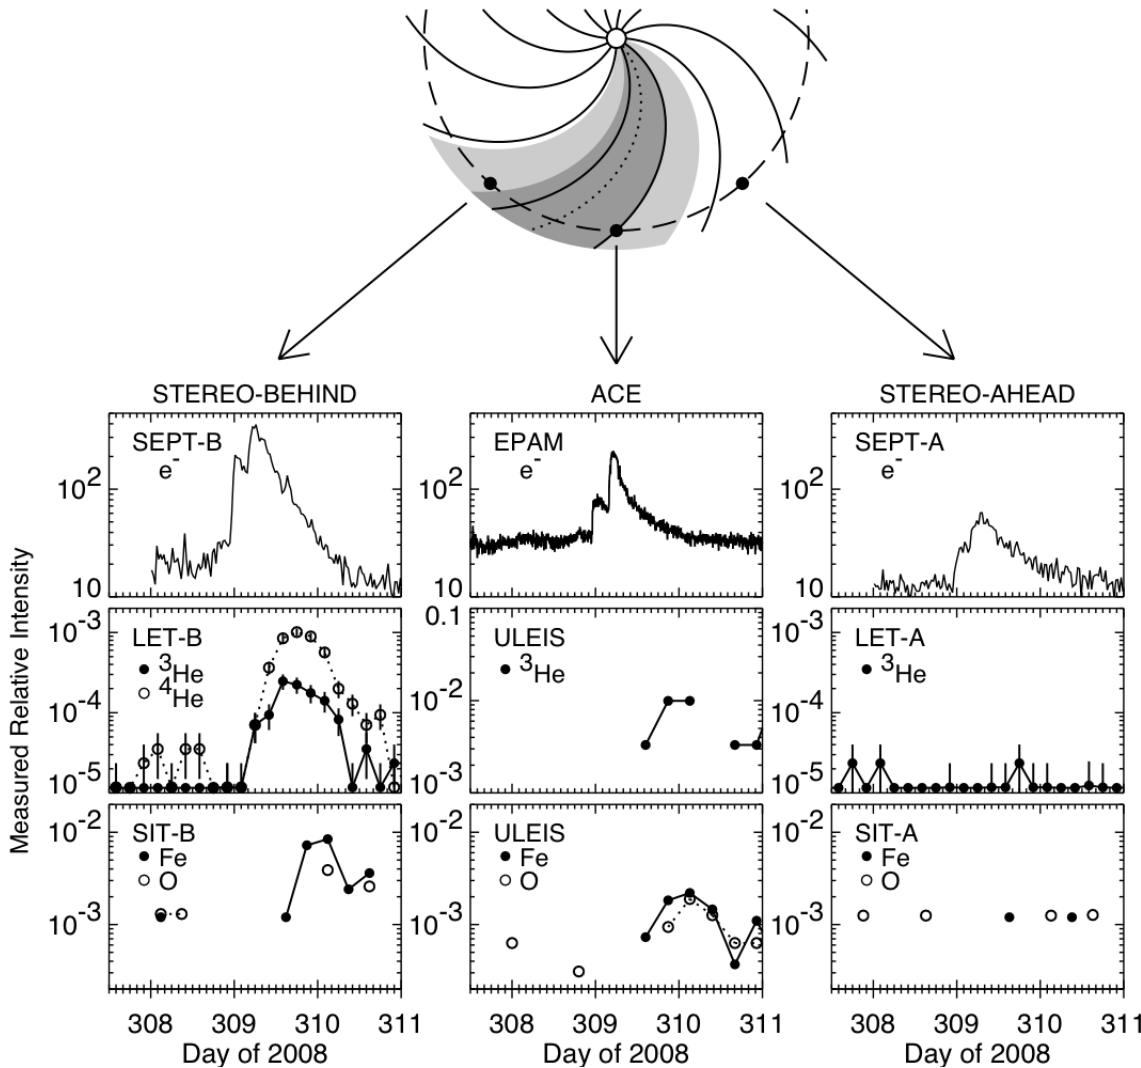 STEREO-BEHIND
ACE
STEREO-AHEAD
SEPT-B
e-
10²
10
EPAM
e-
10²
10
SEPT-A
e-
10²
10
Measured Relative Intensity
LET-B
³He
⁴He
10⁻³
10⁻⁴
10⁻⁵
ULEIS
³He
0.1
10⁻²
10⁻³
LET-A
³He
10⁻³
10⁻⁴
10⁻⁵
SIT-B
Fe
O
10⁻²
10⁻³
ULEIS
Fe
O
10⁻²
10⁻³
SIT-A
Fe
O
10⁻²
10⁻³
308 309 310 311
Day of 2008
308 309 310 311
Day of 2008
308 309 310 311
Day of 2008